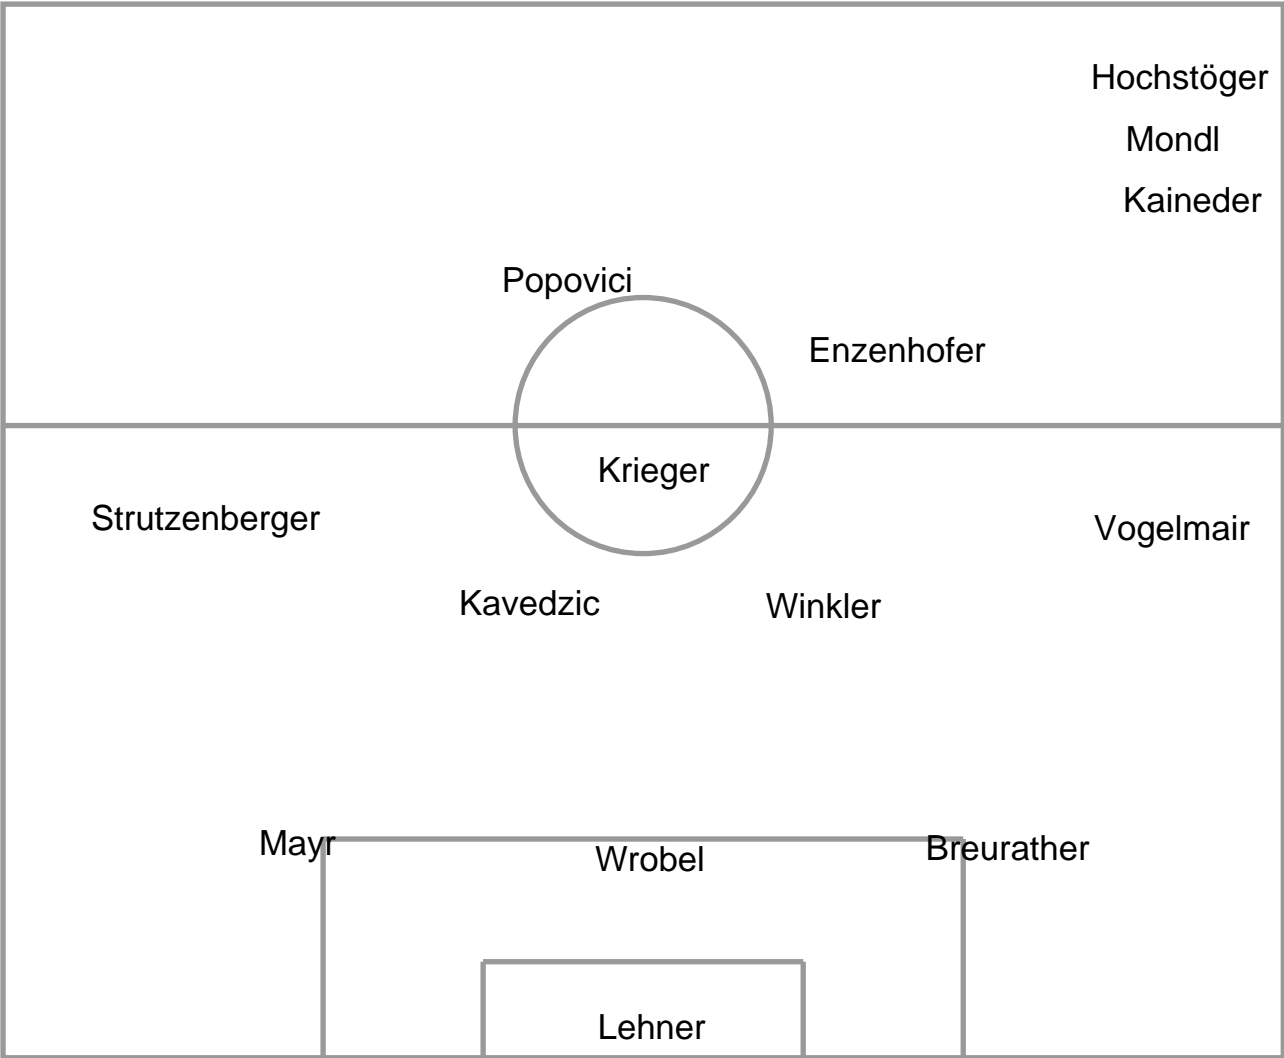 Hochstöger
Mondl
Kaineder
Popovici
Enzenhofer
Krieger
Strutzenberger
Vogelmair
Kavedzic
Winkler
Mayr
Wrobel
Breurather
Lehner